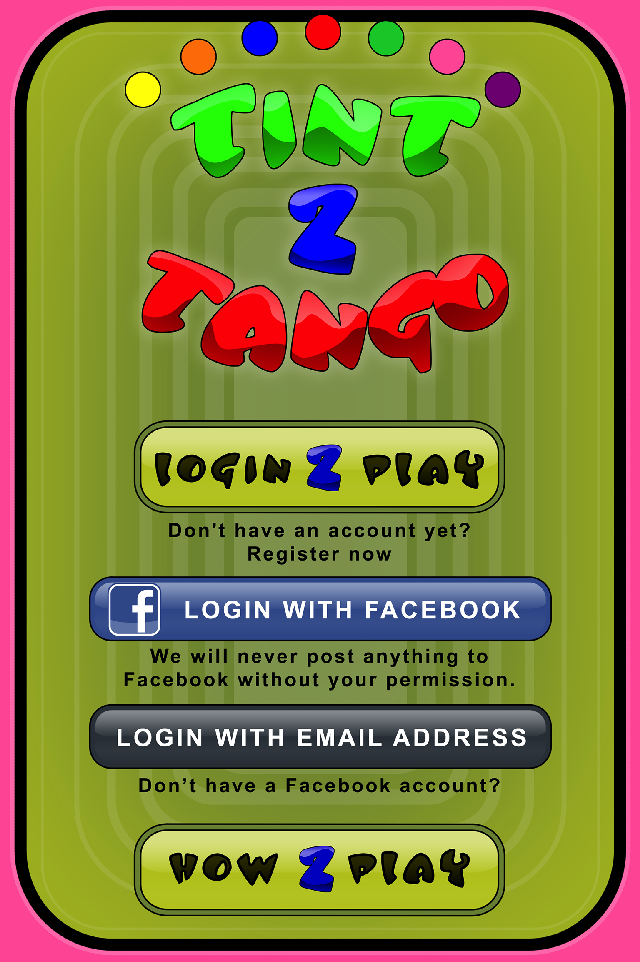 TINT
2
TANGO
LOGIN 2 PLAY
Don't have an account yet?
Register now
f LOGIN WITH FACEBOOK
We will never post anything to
Facebook without your permission.
LOGIN WITH EMAIL ADDRESS
Don’t have a Facebook account?
HOW 2 PLAY